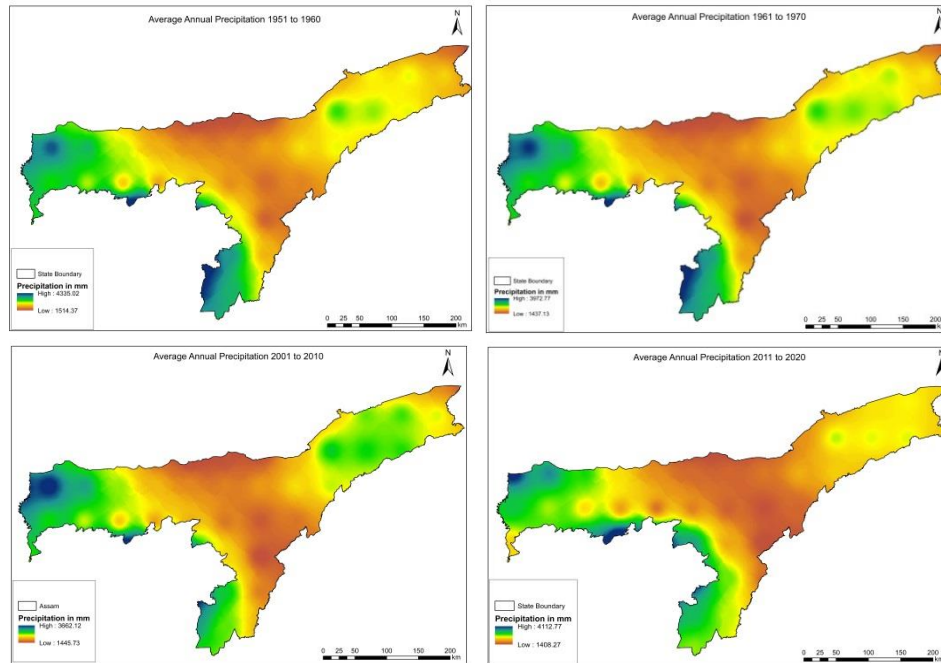 Average Annual Precipitation 1951 to 1960
N
State Boundary
Precipitation in mm
High : 4335.02
Low : 1514.37
0 25 50 100 150 200
km
Average Annual Precipitation 1961 to 1970
N
State Boundary
Precipitation in mm
High : 3972.77
Low : 1437.13
0 25 50 100 150 200
km
Average Annual Precipitation 2001 to 2010
N
Assam
Precipitation in mm
High : 3662.12
Low : 1445.73
0 25 50 100 150 200
km
Average Annual Precipitation 2011 to 2020
N
State Boundary
Precipitation in mm
High : 4112.77
Low : 1408.27
0 25 50 100 150 200
km